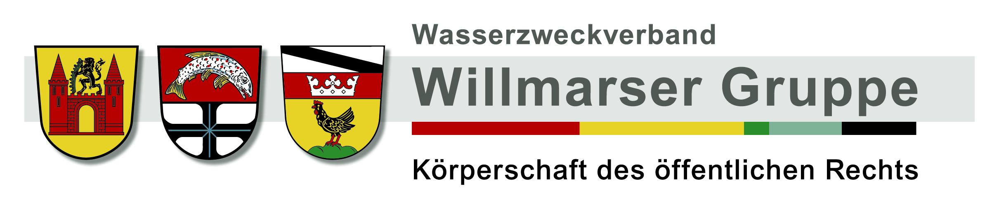 Wasserzweckverband
Willmarser Gruppe
Körperschaft des öffentlichen Rechts